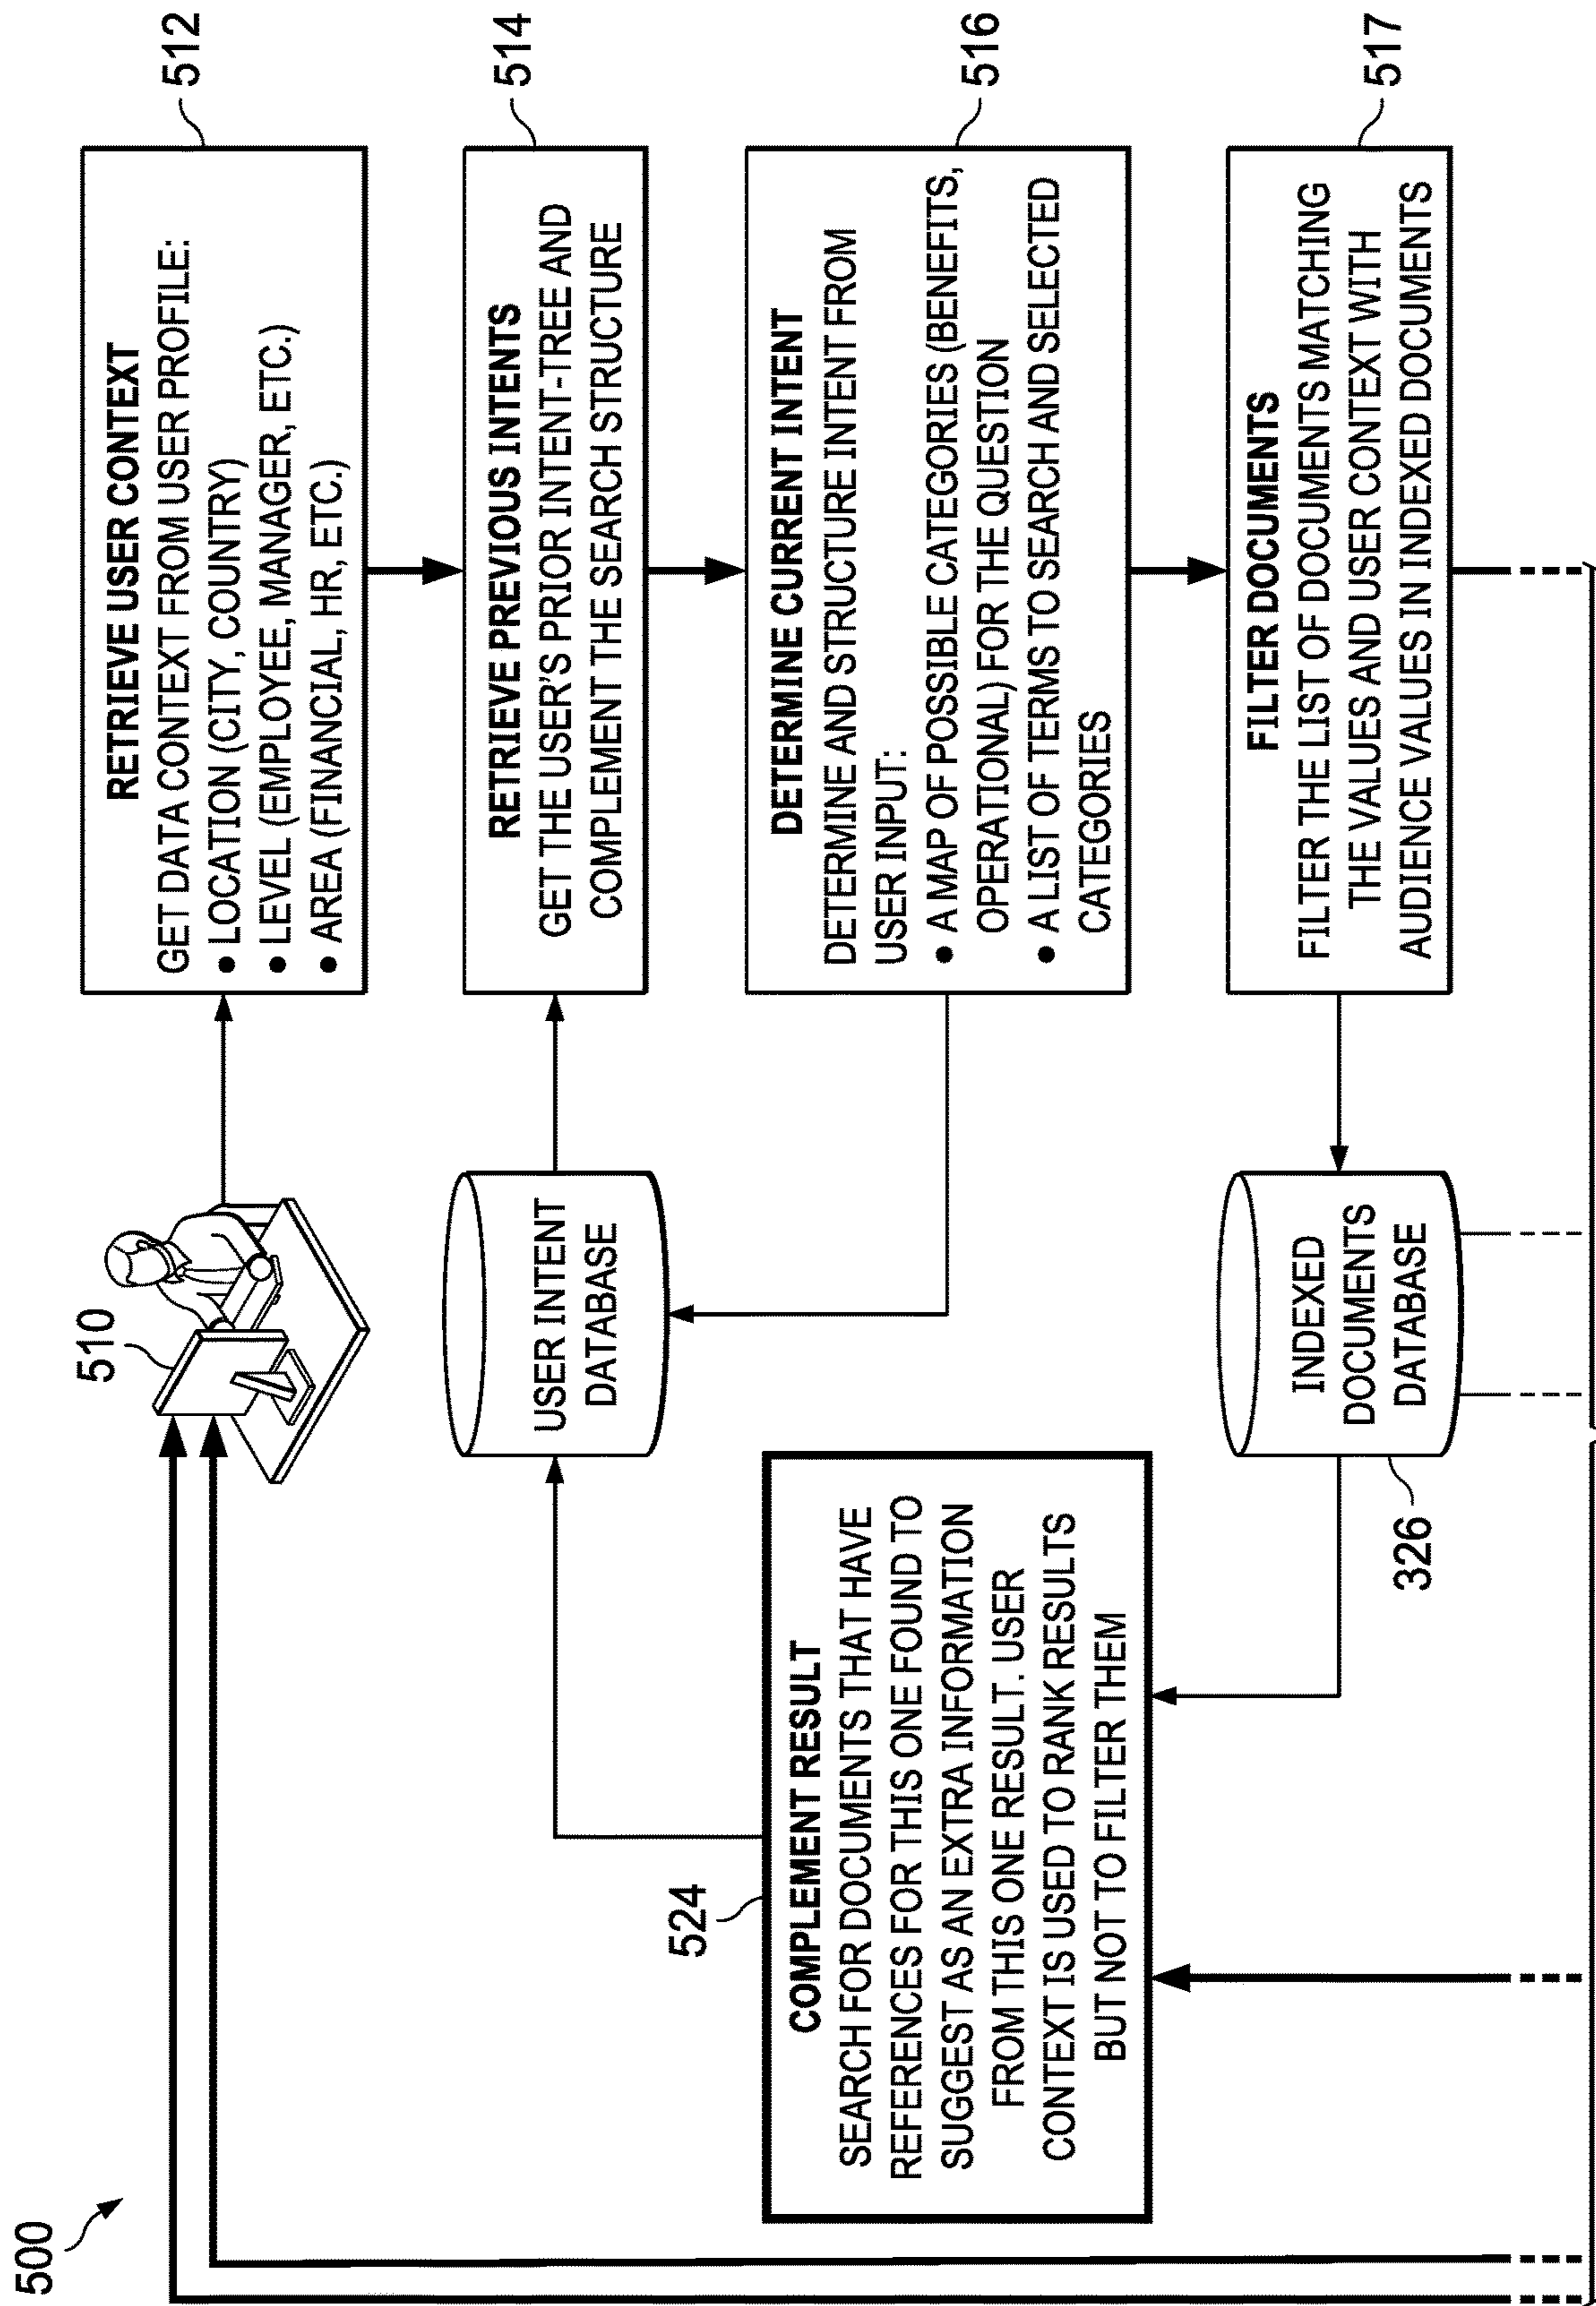 500
510
RETRIEVE USER CONTEXT
GET DATA CONTEXT FROM USER PROFILE:
● LOCATION (CITY, COUNTRY)
● LEVEL (EMPLOYEE, MANAGER, ETC.)
● AREA (FINANCIAL, HR, ETC.)
512
USER INTENT
DATABASE
RETRIEVE PREVIOUS INTENTS
GET THE USER'S PRIOR INTENT-TREE AND
COMPLEMENT THE SEARCH STRUCTURE
514
524
COMPLEMENT RESULT
SEARCH FOR DOCUMENTS THAT HAVE
REFERENCES FOR THIS ONE FOUND TO
SUGGEST AS AN EXTRA INFORMATION
FROM THIS ONE RESULT. USER
CONTEXT IS USED TO RANK RESULTS
BUT NOT TO FILTER THEM
DETERMINE CURRENT INTENT
DETERMINE AND STRUCTURE INTENT FROM
USER INPUT:
● A MAP OF POSSIBLE CATEGORIES (BENEFITS,
OPERATIONAL) FOR THE QUESTION
● A LIST OF TERMS TO SEARCH AND SELECTED
CATEGORIES
516
INDEXED
DOCUMENTS
DATABASE
326
FILTER DOCUMENTS
FILTER THE LIST OF DOCUMENTS MATCHING
THE VALUES AND USER CONTEXT WITH
AUDIENCE VALUES IN INDEXED DOCUMENTS
517